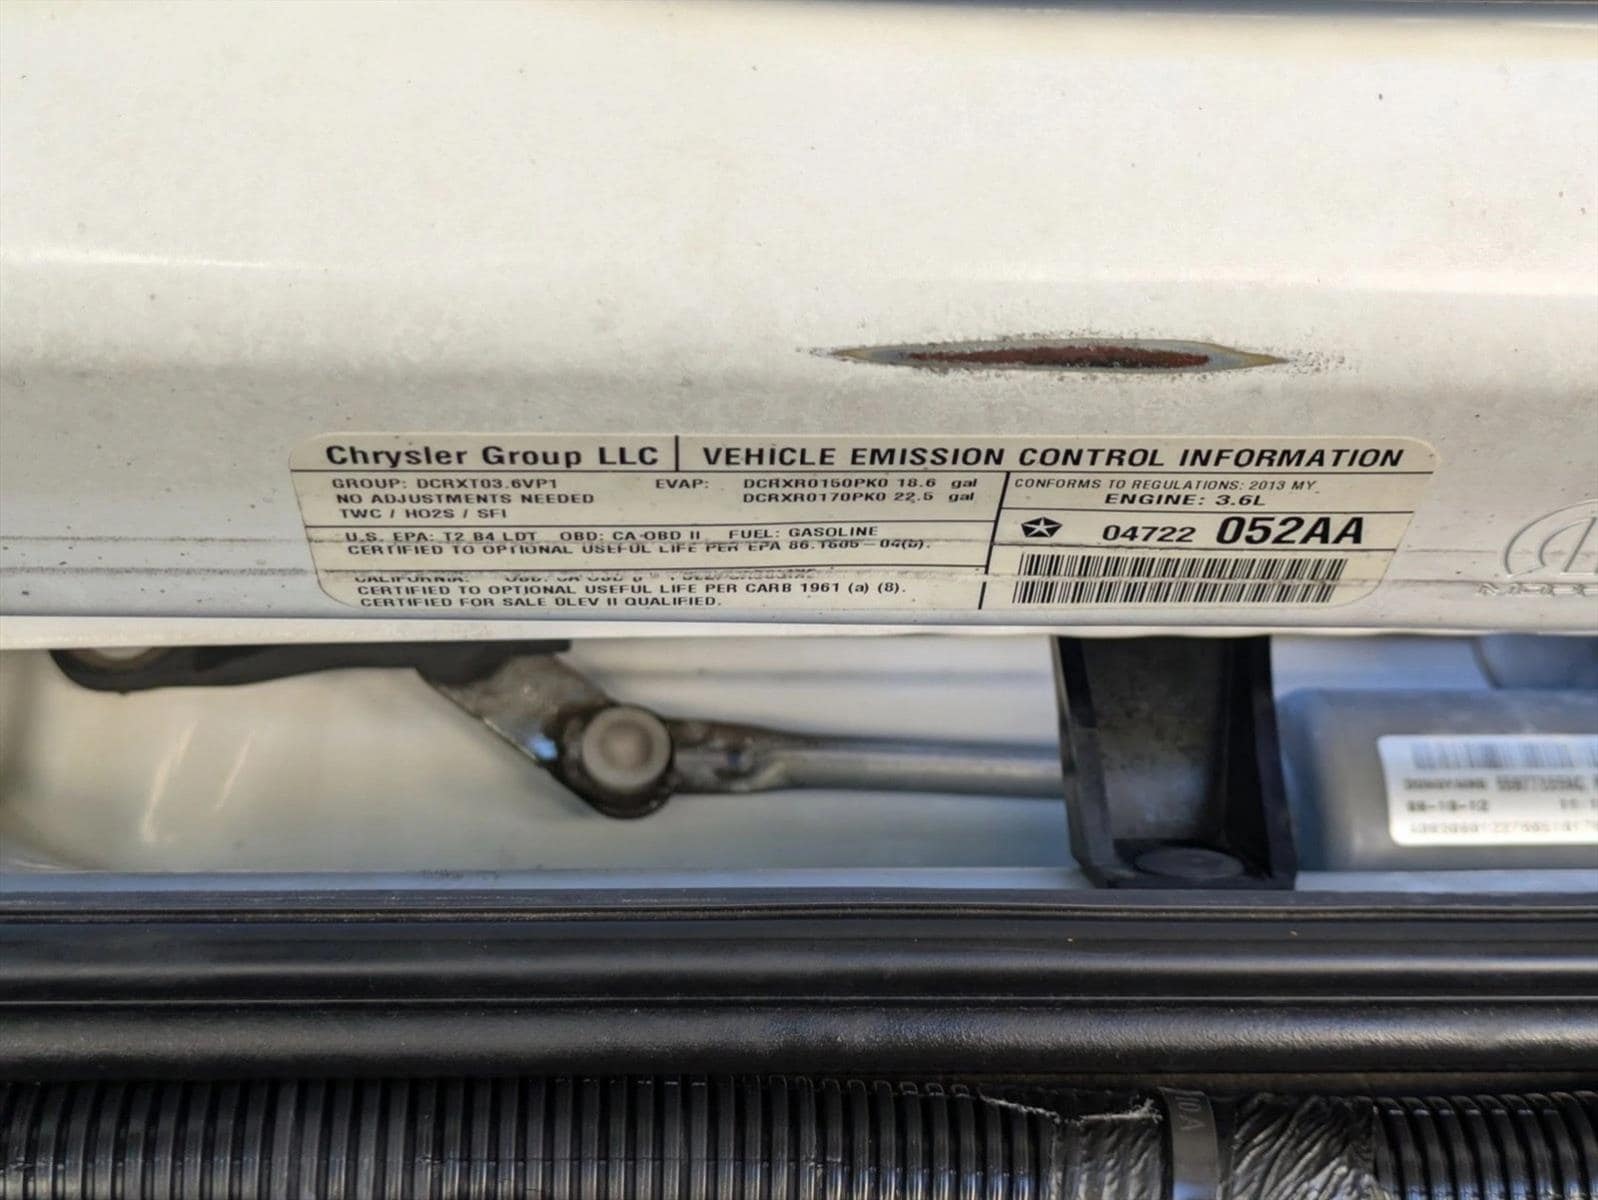 Chrysler Group LLC | VEHICLE EMISSION CONTROL INFORMATION
GROUP: DCRXT03.6VP1 EVAP: DCRXR0150PK0 18.6 gal
NO ADJUSTMENTS NEEDED DCRXR0170PK0 22.5 gal
TWC / HO2S / SFI
CONFORMS TO REGULATIONS: 2013 MY
ENGINE: 3.6L
04722 052AA
U.S. EPA: T2 B4 LDT OBD: CA OBD II FUEL: GASOLINE
CERTIFIED TO OPTIONAL USEFUL LIFE PER EPA 86.
CALIFORNIA:
CERTIFIED TO OPTIONAL USEFUL LIFE PER CARB 1961 (a) (8).
CERTIFIED FOR SALE ULEV II QUALIFIED.